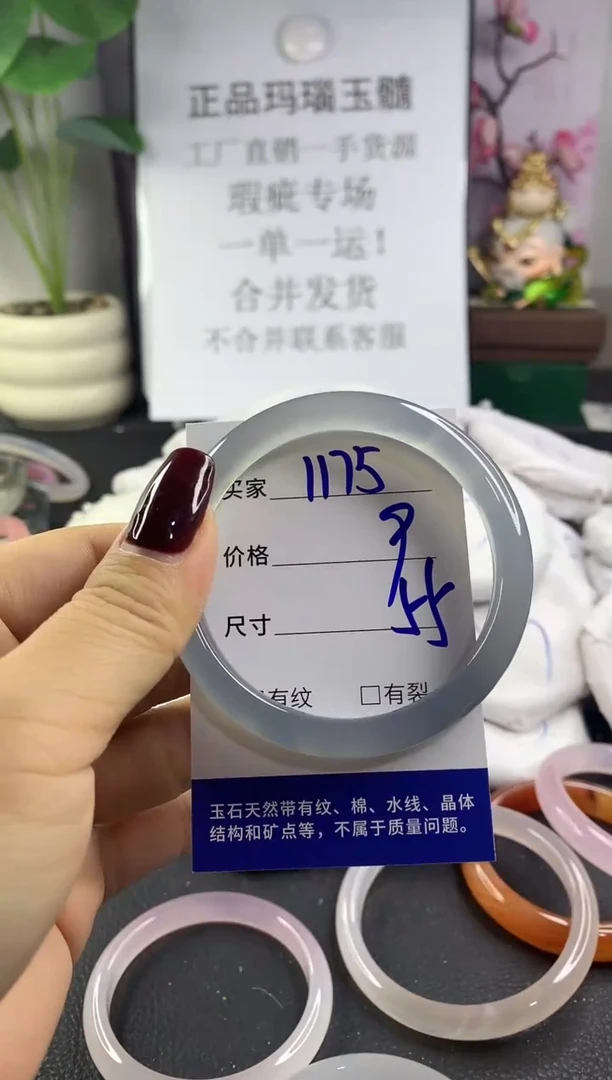 正品玛瑙玉髓
工厂直销一手货源
瑕疵专场
一单一运！
合并发货
不合并联系客服
买家 1175
价格
尺寸 55
有纹 □有裂
玉石天然带有纹、棉、水线、晶体
结构和矿点等，不属于质量问题。